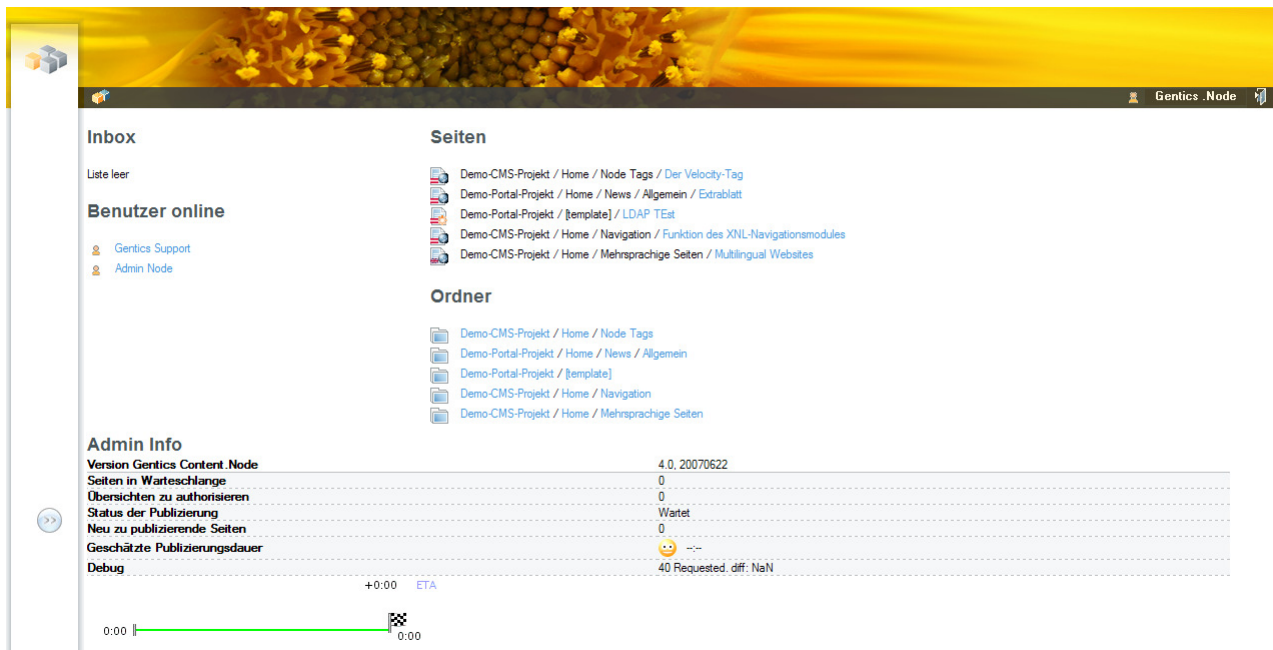 Gentics .Node
Inbox
Liste leer
Benutzer online
Gentics Support
Admin Node
Seiten
Demo-CMS-Projekt / Home / Node Tags / Der Velocity-Tag
Demo-Portal-Projekt / Home / News / Allgemein / Extrablatt
Demo-Portal-Projekt / [template] / LDAP TEst
Demo-CMS-Projekt / Home / Navigation / Funktion des XNL-Navigationsmodules
Demo-CMS-Projekt / Home / Mehrsprachige Seiten / Multilingual Websites
Ordner
Demo-CMS-Projekt / Home / Node Tags
Demo-Portal-Projekt / Home / News / Allgemein
Demo-Portal-Projekt / [template]
Demo-CMS-Projekt / Home / Navigation
Demo-CMS-Projekt / Home / Mehrsprachige Seiten
Admin Info
Version Gentics Content.Node 4.0, 20070622
Seiten in Warteschlange 0
Übersichten zu authorisieren 0
Status der Publizierung Wartet
Neu zu publizierende Seiten 0
Geschätzte Publizierungsdauer --:--
Debug 40 Requested. diff: NaN
+0:00 ETA
0:00
0:00